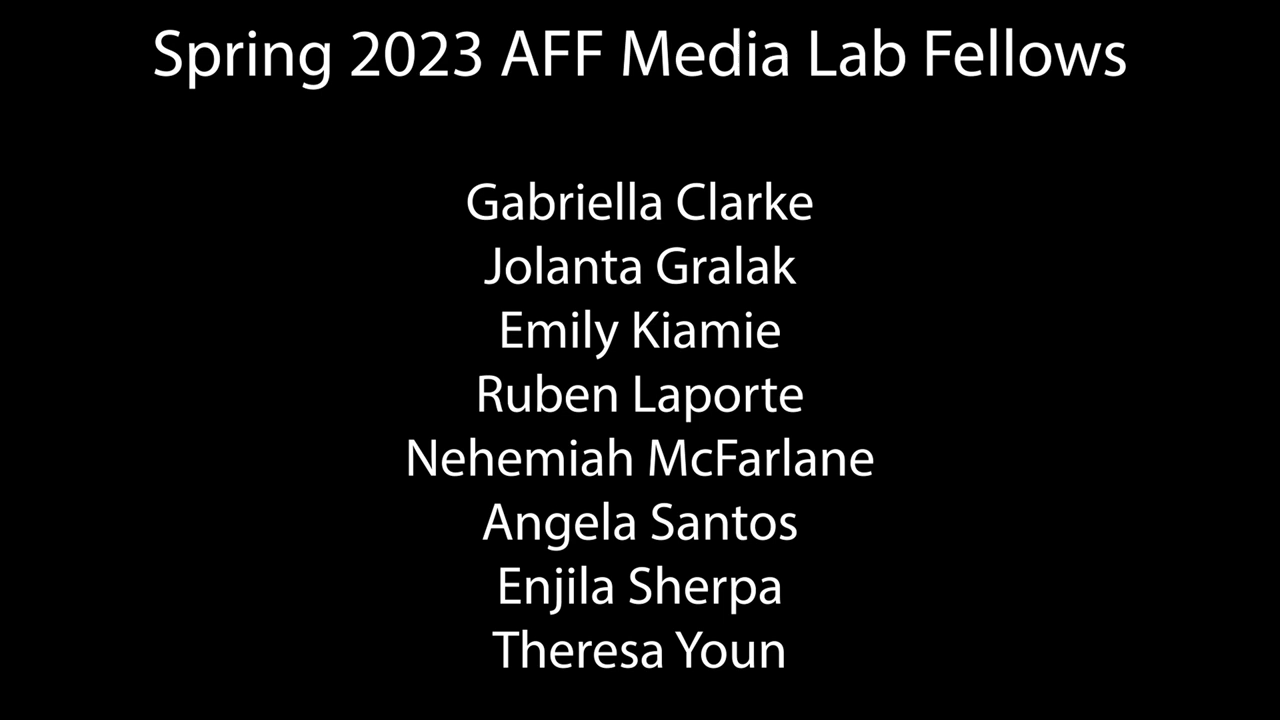 Spring 2023 AFF Media Lab Fellows
Gabriella Clarke
Jolanta Gralak
Emily Kiamie
Ruben Laporte
Nehemiah McFarlane
Angela Santos
Enjila Sherpa
Theresa Youn